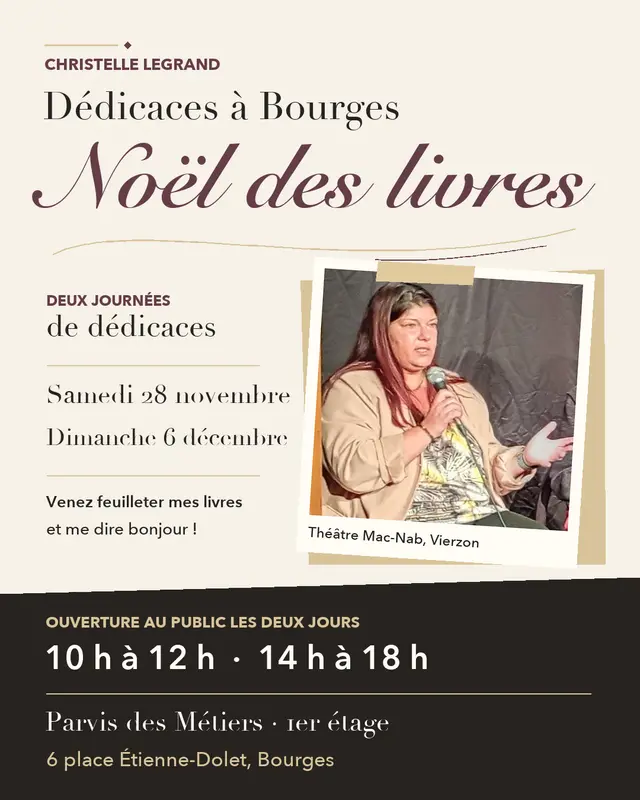 CHRISTELLE LEGRAND
Dédicaces à Bourges
Noël des livres
DEUX JOURNÉES
de dédicaces
Samedi 28 novembre
Dimanche 6 décembre
Venez feuilleter mes livres
et me dire bonjour !
Théâtre Mac-Nab, Vierzon
OUVERTURE AU PUBLIC LES DEUX JOURS
10 h à 12 h · 14 h à 18 h
Parvis des Métiers · 1er étage
6 place Étienne-Dolet, Bourges